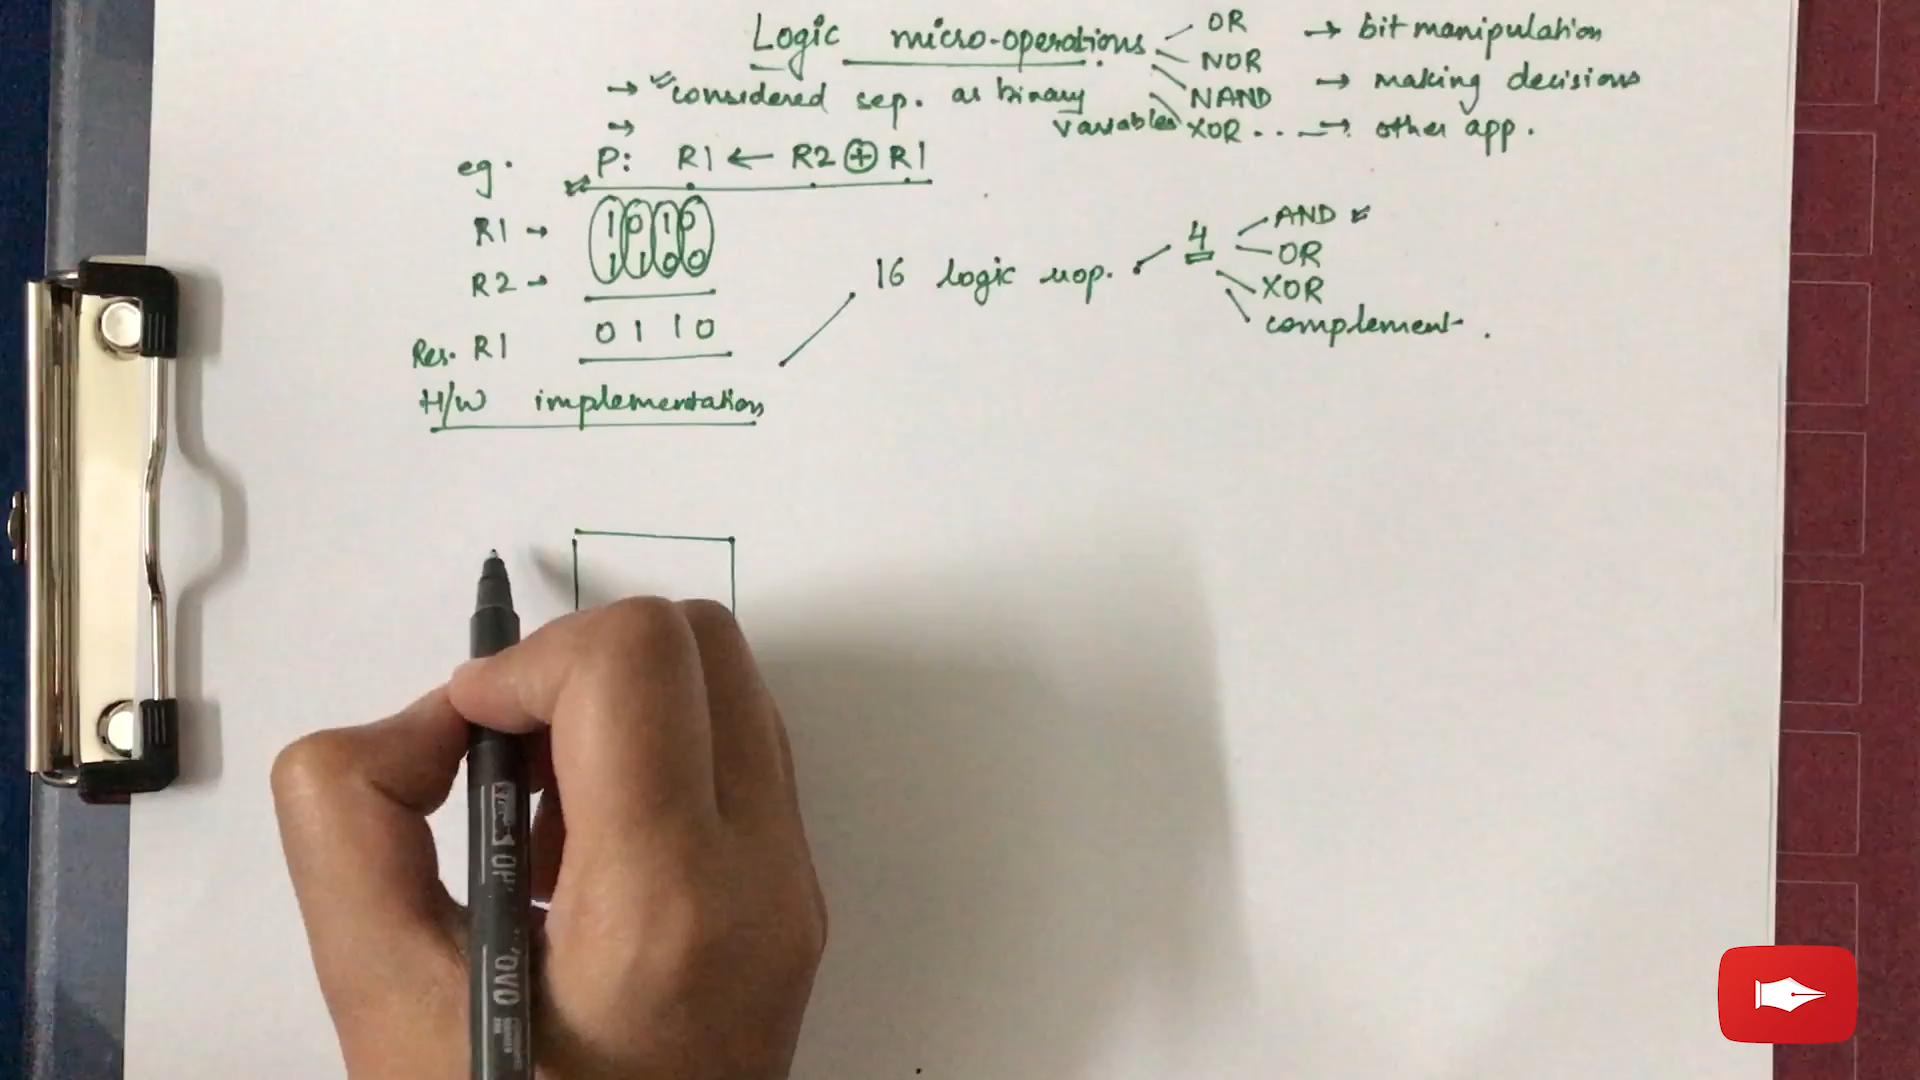 Logic micro-operations
OR → bit manipulation
NOR
→ making decisions
NAND
XOR . . — → other app.
→ considered sep. as binary variables
→
eg. P: R1 ← R2 ⊕ R1
R1 → 1 0 1 0
R2 → 1 1 0 0
Res. R1 0 1 1 0
H/W implementation
16 logic μop. 4
AND
OR
XOR
complement.